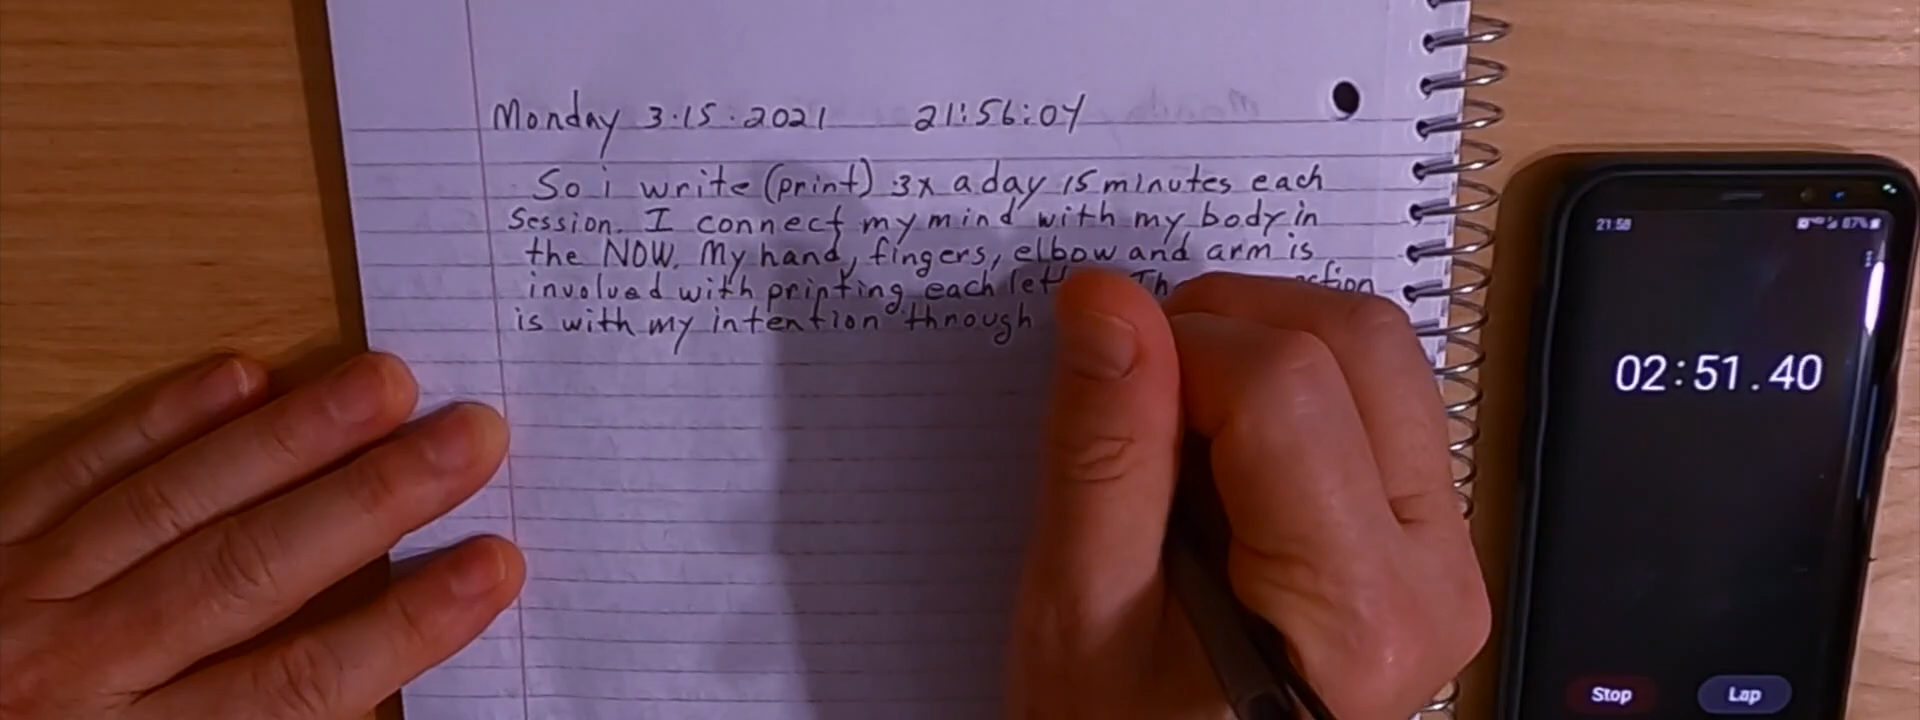 Monday 3.15.2021 21:56:04
So i write (print) 3x a day 15 minutes each
Session. I connect my mind with my body in
the NOW. My hand, fingers, elbow and arm is
involved with printing each
is with my intention through
21:58
87%
02:51.40
Stop
Lap